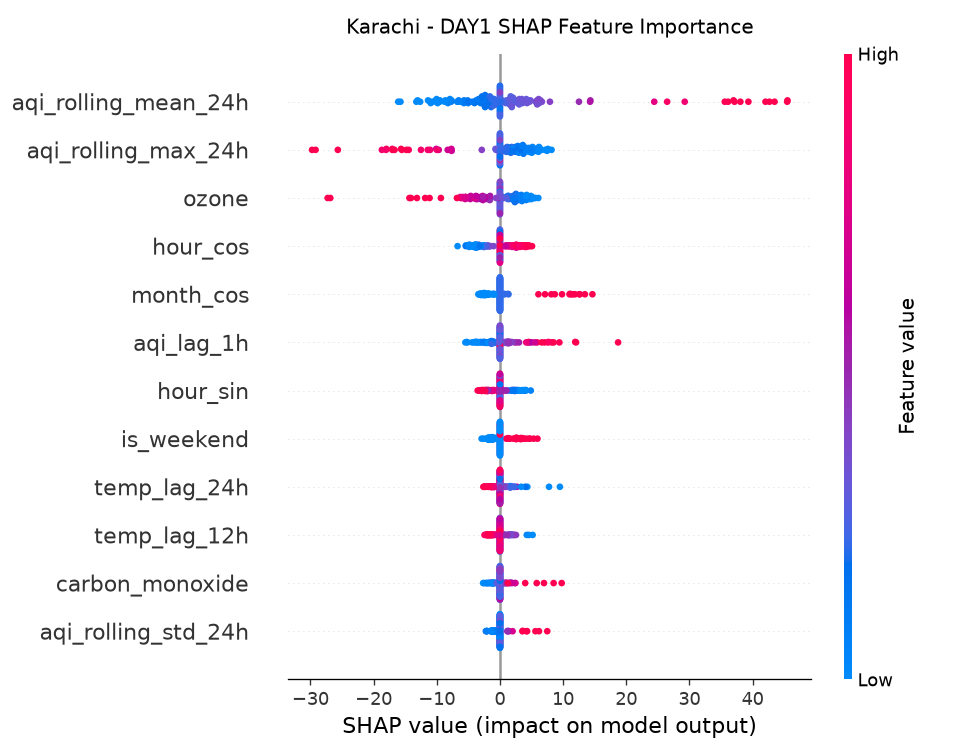 Karachi - DAY1 SHAP Feature Importance
High
aqi_rolling_mean_24h
aqi_rolling_max_24h
ozone
hour_cos
month_cos
aqi_lag_1h
hour_sin
is_weekend
temp_lag_24h
temp_lag_12h
carbon_monoxide
aqi_rolling_std_24h
Feature value
Low
−30 −20 −10 0 10 20 30 40
SHAP value (impact on model output)